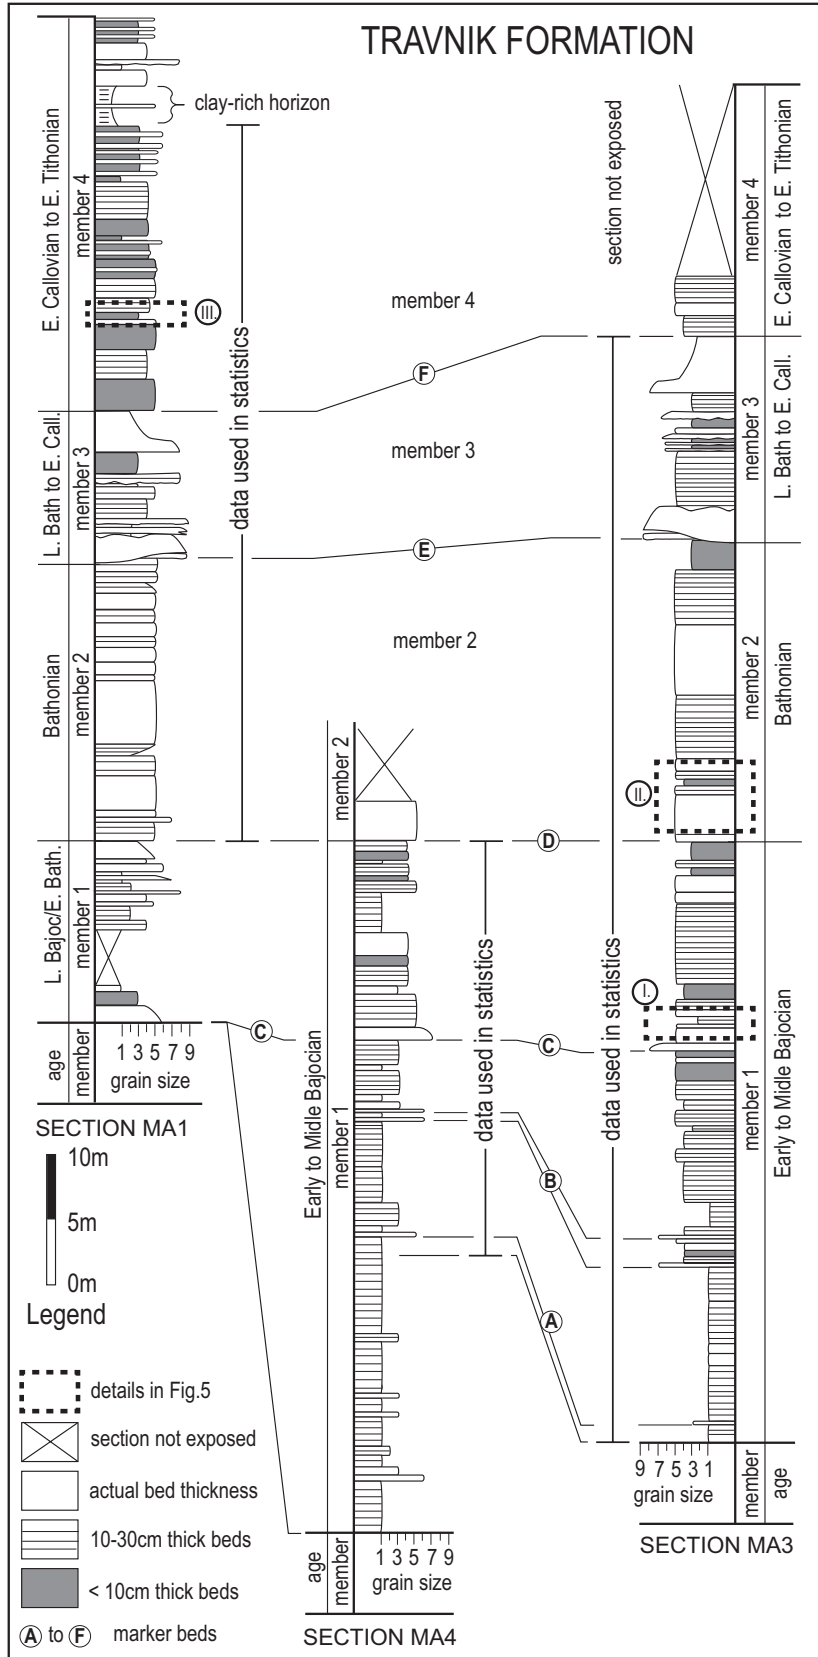 TRAVNIK FORMATION
clay-rich horizon
E. Callovian to E. Tithonian
member 4
III.
L. Bath to E. Call.
member 3
Bathonian
member 2
L. Bajoc/E. Bath.
member 1
age
member
1 3 5 7 9
grain size
SECTION MA1
data used in statistics
section not exposed
member 4
F
member 3
E
member 2
D
C
C
B
A
member 2
Early to Midle Bajocian
member 1
data used in statistics
age
member
1 3 5 7 9
grain size
SECTION MA4
data used in statistics
member 4
E. Callovian to E. Tithonian
member 3
L. Bath to E. Call.
member 2
Bathonian
II.
I.
member 1
Early to Midle Bajocian
9 7 5 3 1
grain size
member
age
SECTION MA3
10m
5m
0m
Legend
details in Fig.5
section not exposed
actual bed thickness
10-30cm thick beds
< 10cm thick beds
A to F marker beds